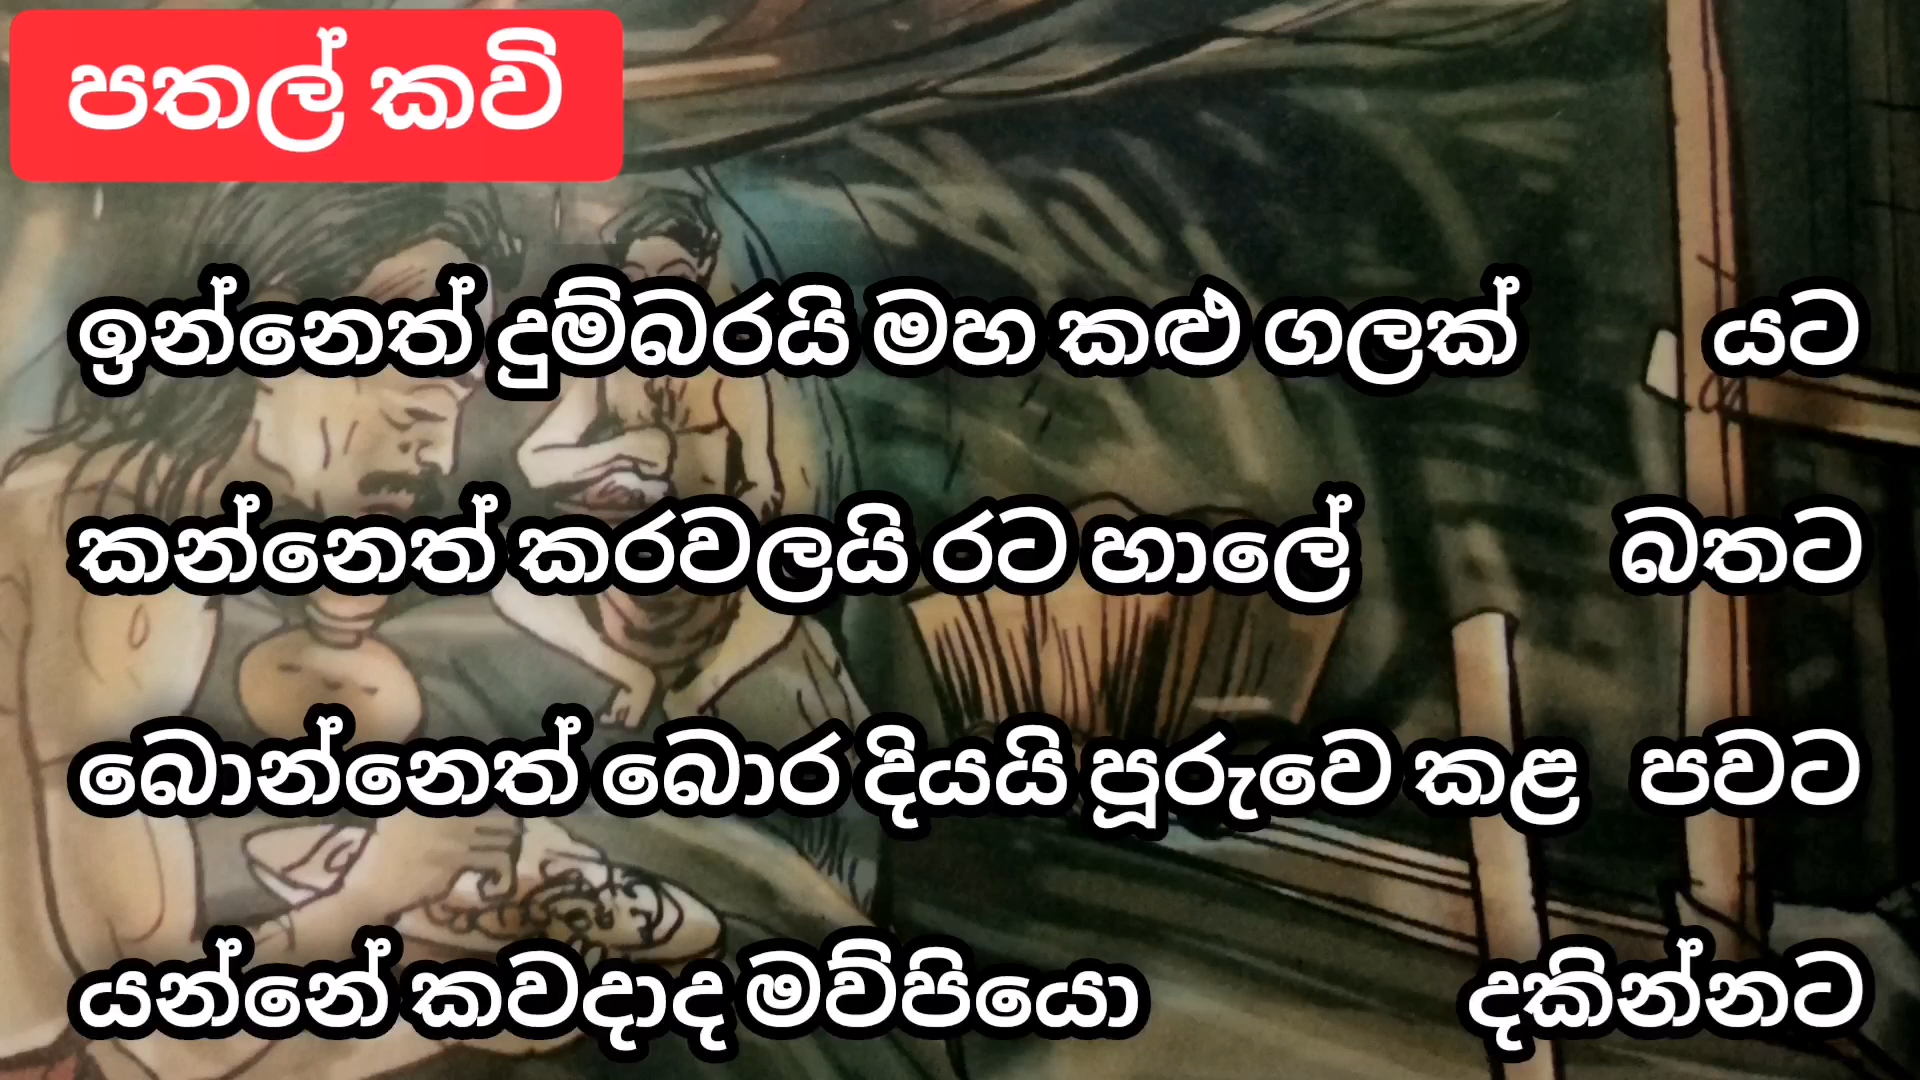 පතල් කවි
ඉන්නෙත් දුම්බරයි මහ කළු ගලක් යට
කන්නෙත් කරවලයි රට හාලේ බතට
බොන්නෙත් බොර දියයි පූරුවෙ කළ පවට
යන්නේ කවදාද මව්පියො දකින්නට